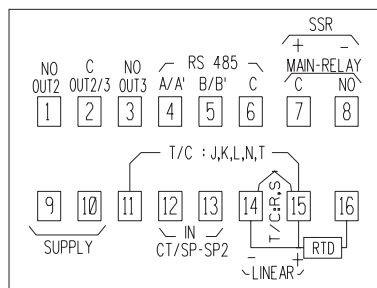 SSR
+ -
NO C NO RS 485 MAIN-RELAY
OUT2 OUT2/3 OUT3 A/A' B/B' C C NO
1 2 3 4 5 6 7 8
T/C : J,K,L,N,T
T/C:R,S
9 10 11 12 13 14 15 16
SUPPLY IN
CT/SP-SP2
- + RTD
LINEAR